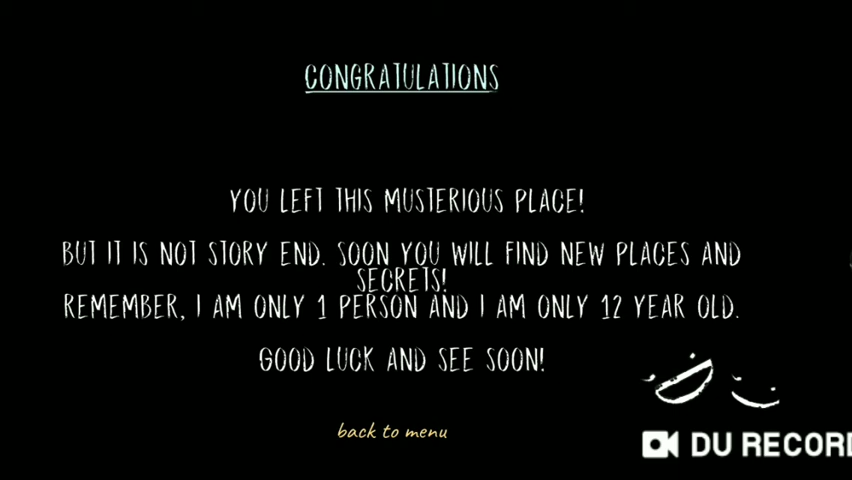 CONGRATULATIONS
YOU LEFT THIS MUSTERIOUS PLACE!
BUT IT IS NOT STORY END. SOON YOU WILL FIND NEW PLACES AND
SECRETS!
REMEMBER, I AM ONLY 1 PERSON AND I AM ONLY 12 YEAR OLD.
GOOD LUCK AND SEE SOON!
back to menu
DU RECORD